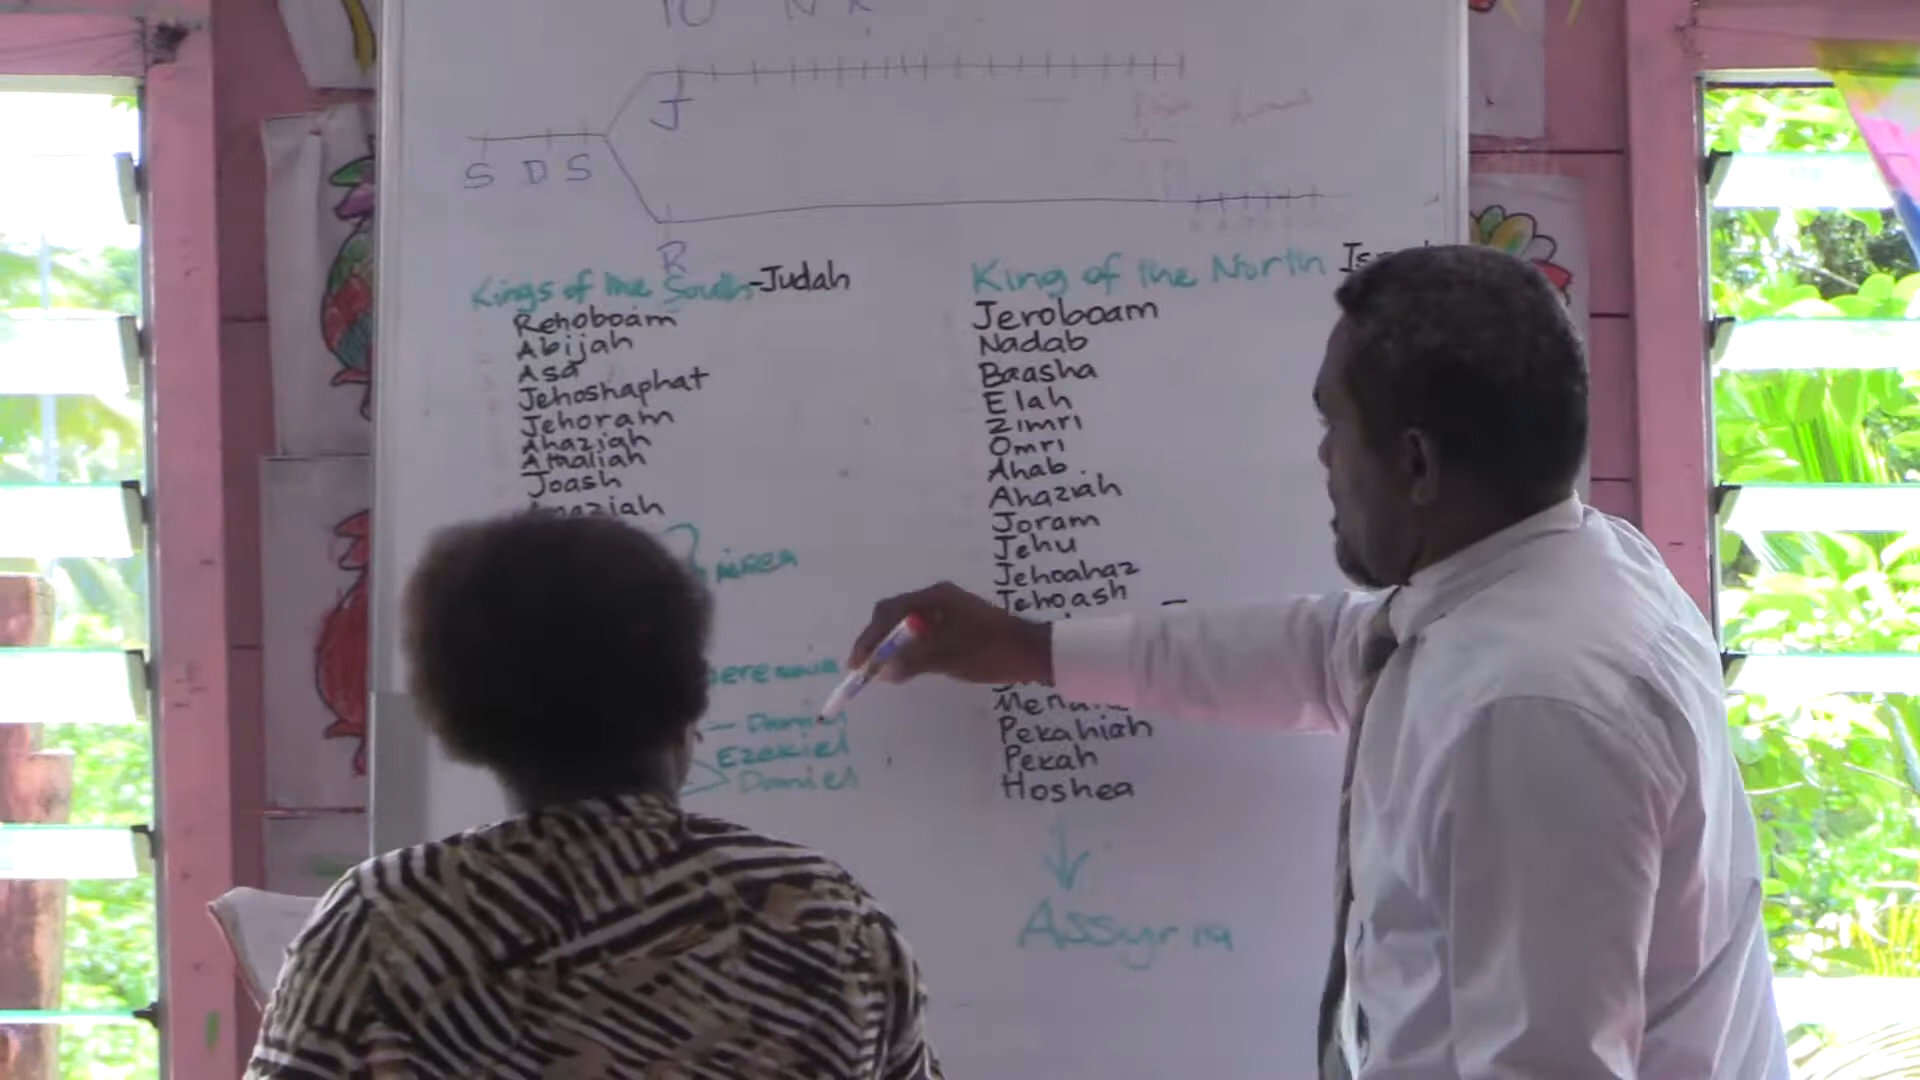 J
S D S
R
Kings of the South-Judah
Rehoboam
Abijah
Asa
Jehoshaphat
Jehoram
Ahaziah
Athaliah
Joash
Daniel
Ezekiel
Daniel
King of the North
Jeroboam
Nadab
Baasha
Elah
Zimri
Omri
Ahab
Ahaziah
Joram
Jehu
Jehoahaz
Jehoash
Pekahiah
Pekah
Hoshea
Assyria